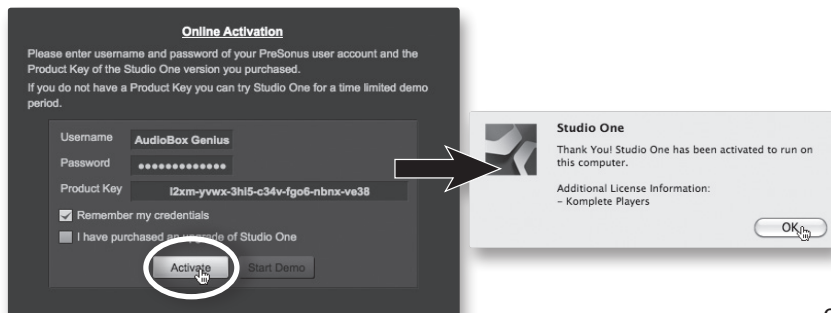 Online Activation
Please enter username and password of your PreSonus user account and the
Product Key of the Studio One version you purchased.
If you do not have a Product Key you can try Studio One for a time limited demo
period.
Username AudioBox Genius
Password
Product Key l2xm-yvwx-3hi5-c34v-fgo6-nbnx-ve38
Remember my credentials
I have purchased an upgrade of Studio One
Activate Start Demo
Studio One
Thank You! Studio One has been activated to run on
this computer.
Additional License Information:
– Komplete Players
OK